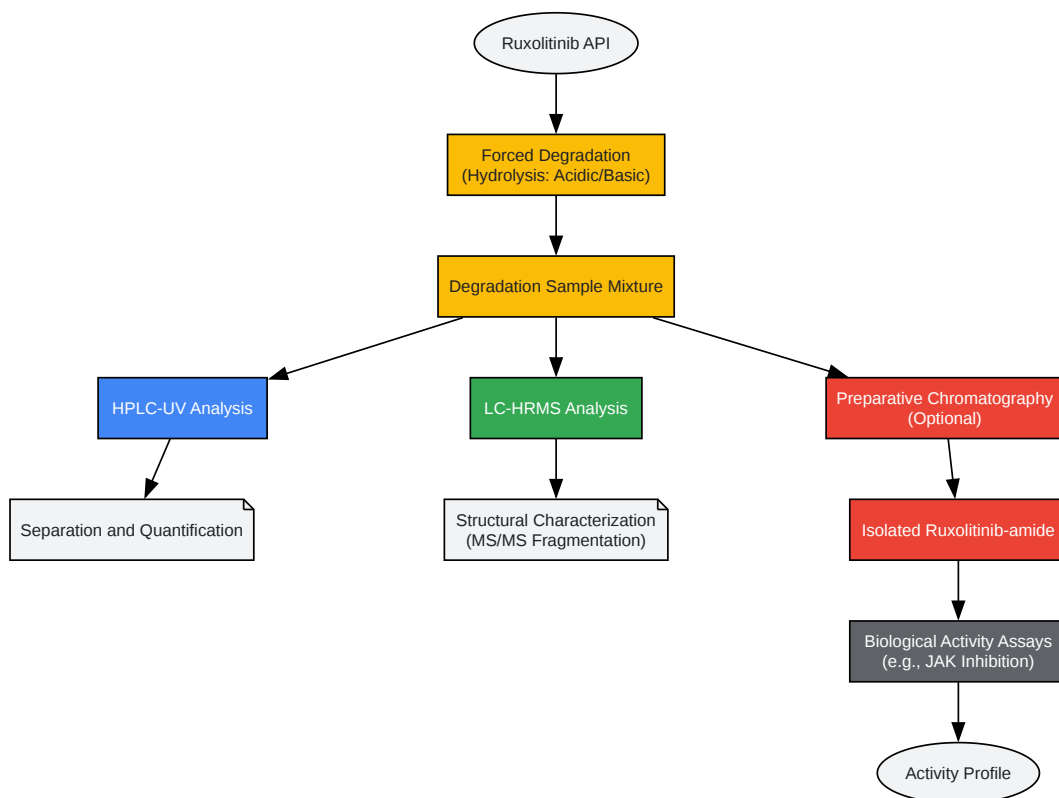 Ruxolitinib API
Forced Degradation
(Hydrolysis: Acidic/Basic)
Degradation Sample Mixture
HPLC-UV Analysis
LC-HRMS Analysis
Preparative Chromatography
(Optional)
Separation and Quantification
Structural Characterization
(MS/MS Fragmentation)
Isolated Ruxolitinib-amide
Biological Activity Assays
(e.g., JAK Inhibition)
Activity Profile